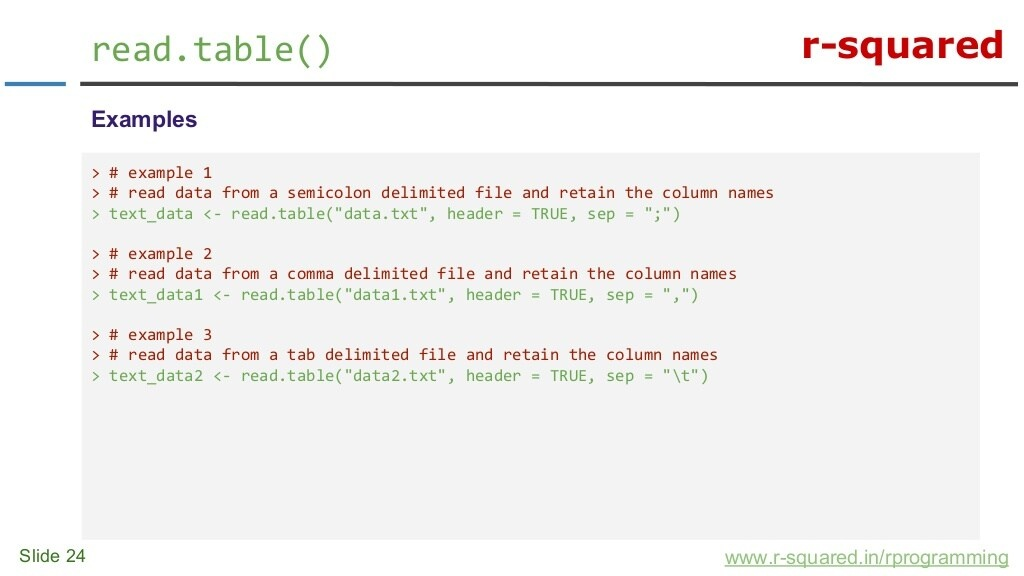 read.table()
r-squared
Examples
> # example 1
> # read data from a semicolon delimited file and retain the column names
> text_data <- read.table("data.txt", header = TRUE, sep = ";")
> # example 2
> # read data from a comma delimited file and retain the column names
> text_data1 <- read.table("data1.txt", header = TRUE, sep = ",")
> # example 3
> # read data from a tab delimited file and retain the column names
> text_data2 <- read.table("data2.txt", header = TRUE, sep = "\t")
Slide 24
www.r-squared.in/rprogramming